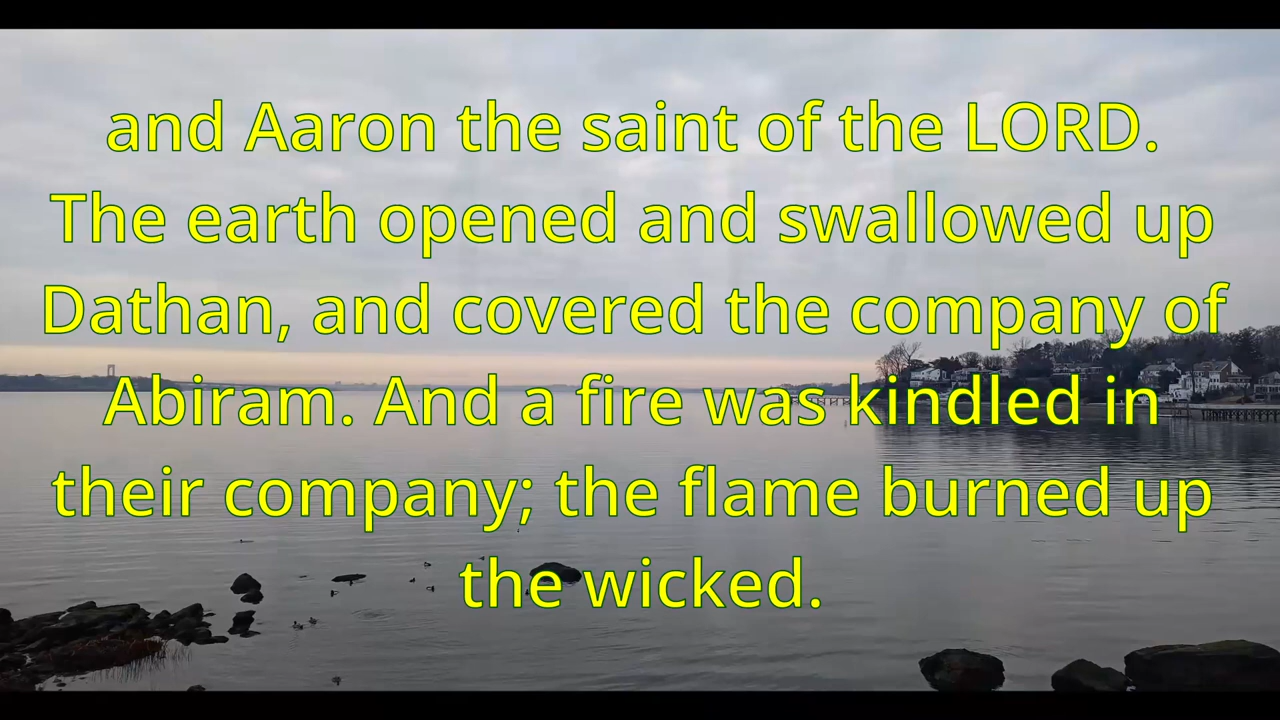 and Aaron the saint of the LORD.
The earth opened and swallowed up
Dathan, and covered the company of
Abiram. And a fire was kindled in
their company; the flame burned up
the wicked.